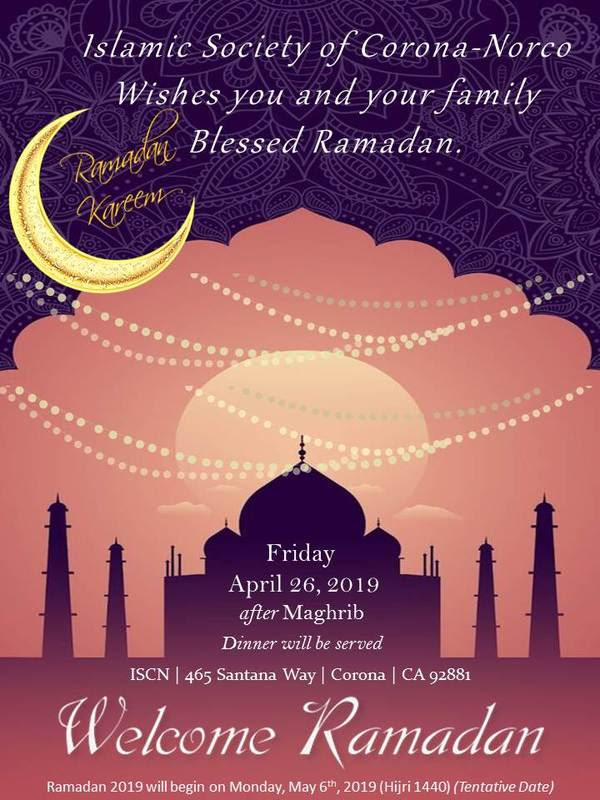 Islamic Society of Corona-Norco
Wishes you and your family
Blessed Ramadan.
Ramadan
Kareem
Friday
April 26, 2019
after Maghrib
Dinner will be served
ISCN | 465 Santana Way | Corona | CA 92881
Welcome Ramadan
Ramadan 2019 will begin on Monday, May 6th, 2019 (Hijri 1440) (Tentative Date)